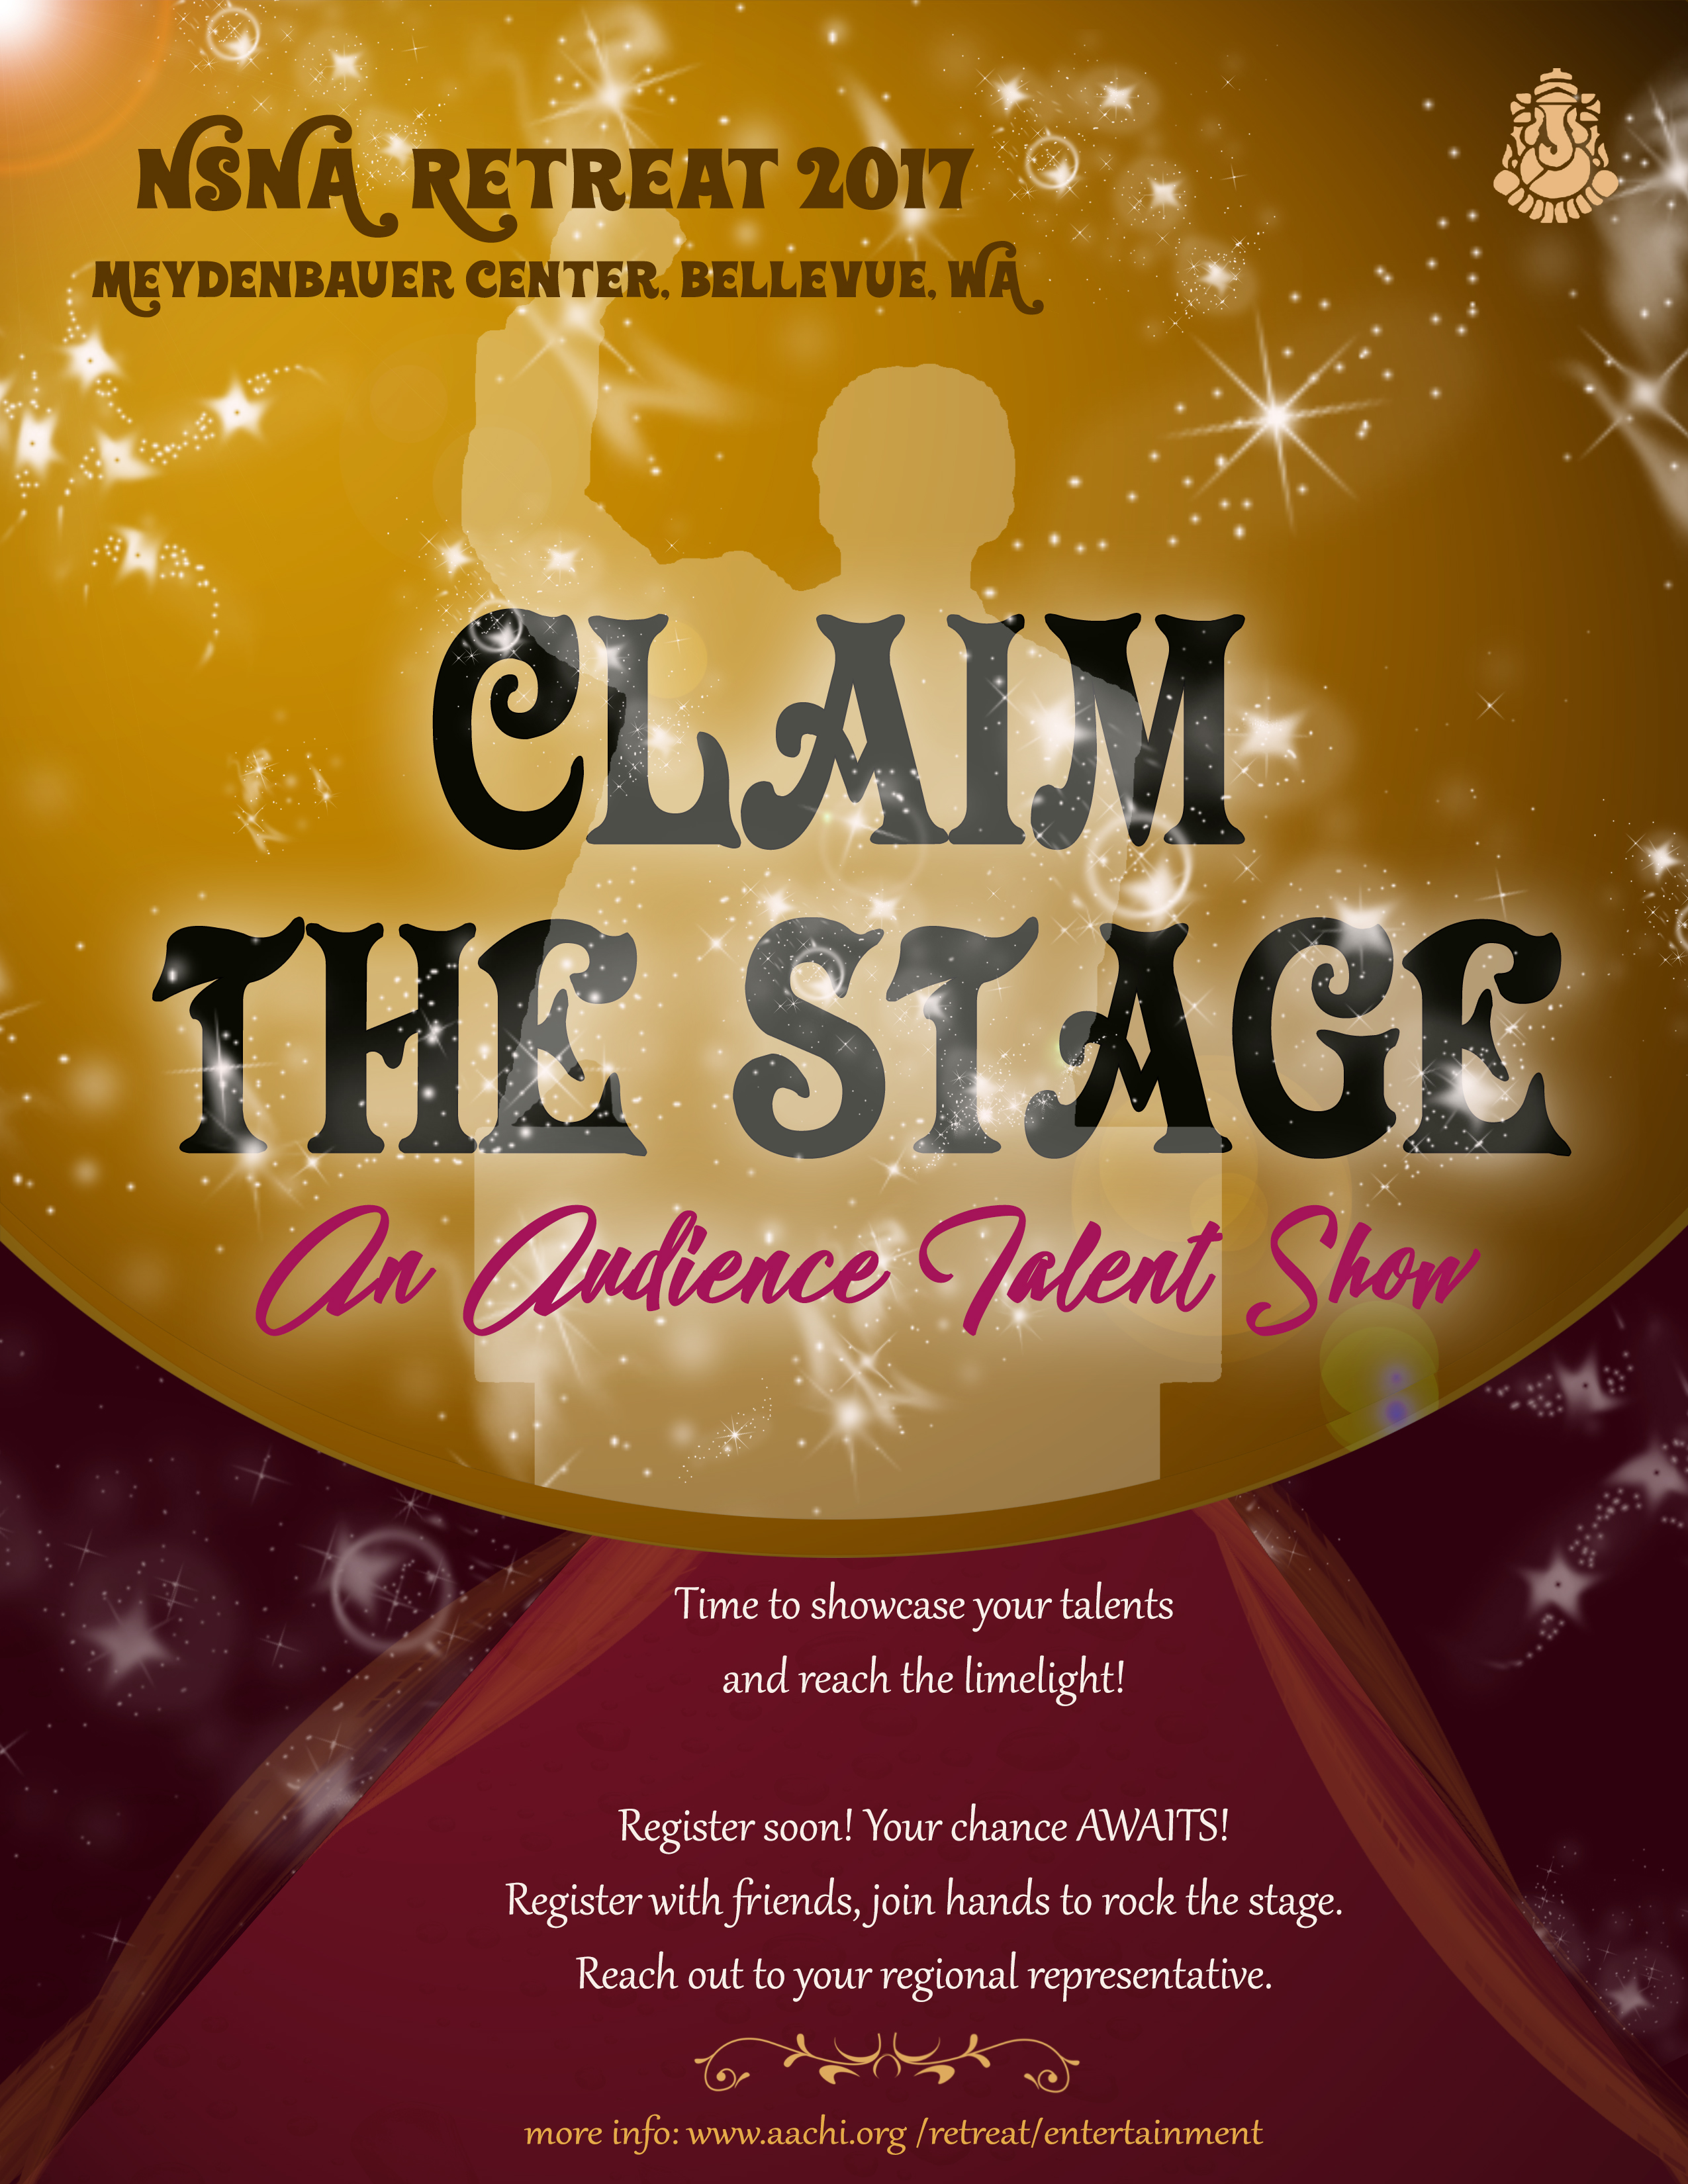 NSNA RETREAT 2017
MEYDENBAUER CENTER, BELLEVUE, WA
CLAIM
THE STAGE
An Audience Talent Show
Time to showcase your talents
and reach the limelight!
Register soon! Your chance AWAITS!
Register with friends, join hands to rock the stage.
Reach out to your regional representative.
more info: www.aachi.org /retreat/entertainment